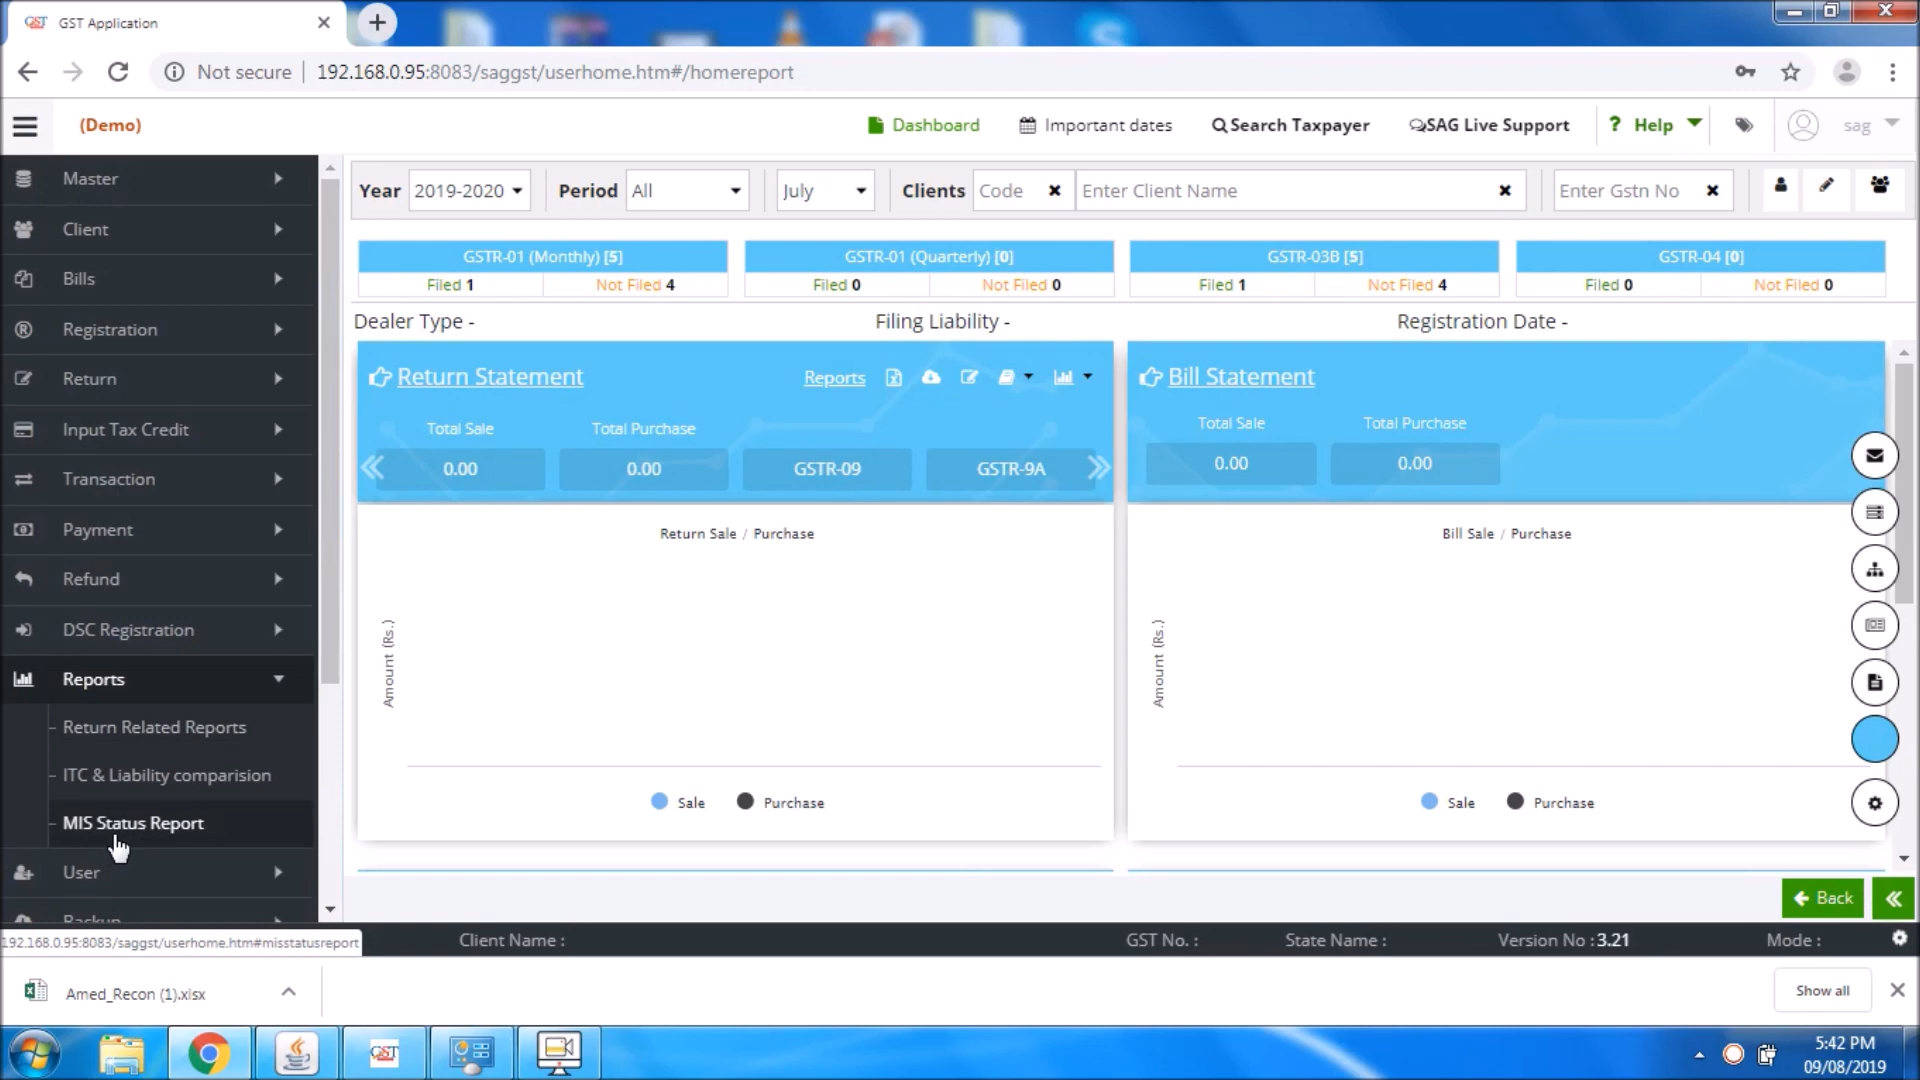 GST Application
Not secure | 192.168.0.95:8083/saggst/userhome.htm#/homereport
(Demo) Dashboard Important dates Search Taxpayer SAG Live Support ? Help sag
Master
Client
Bills
Registration
Return
Input Tax Credit
Transaction
Payment
Refund
DSC Registration
Reports
Return Related Reports
ITC & Liability comparision
MIS Status Report
User
Backup
Year 2019-2020 Period All July Clients Code Enter Client Name Enter Gstn No
GSTR-01 (Monthly) [5] GSTR-01 (Quarterly) [0] GSTR-03B [5] GSTR-04 [0]
Filed 1 Not Filed 4 Filed 0 Not Filed 0 Filed 1 Not Filed 4 Filed 0 Not Filed 0
Dealer Type - Filing Liability - Registration Date -
Return Statement Reports
Total Sale Total Purchase
0.00 0.00 GSTR-09 GSTR-9A
Return Sale / Purchase
Amount (Rs.)
Sale Purchase
Bill Statement
Total Sale Total Purchase
0.00 0.00
Bill Sale / Purchase
Amount (Rs.)
Sale Purchase
Back
192.168.0.95:8083/saggst/userhome.htm#misstatusreport
Client Name : GST No. : State Name : Version No :3.21 Mode :
Amed_Recon (1).xlsx
Show all
GST
5:42 PM
09/08/2019